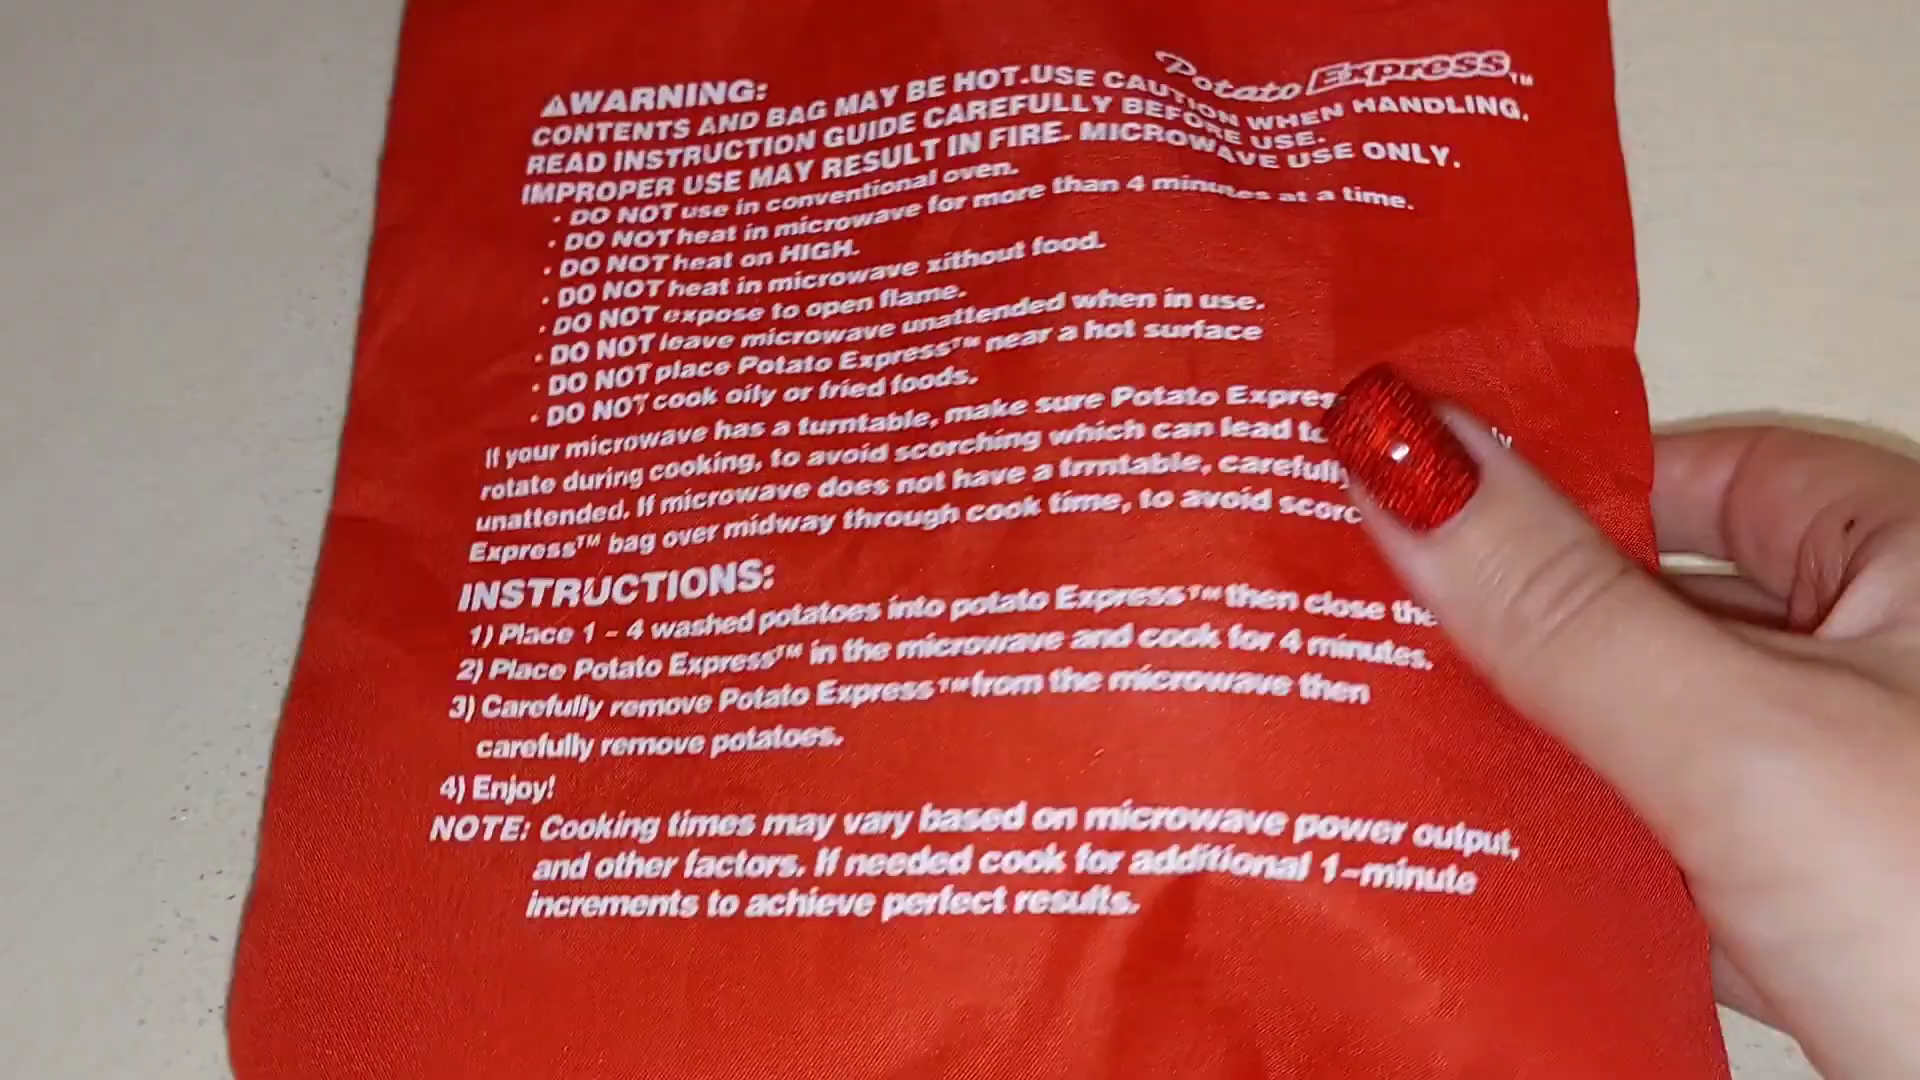 Potato Express™
⚠WARNING:
CONTENTS AND BAG MAY BE HOT.USE CAUTION WHEN HANDLING.
READ INSTRUCTION GUIDE CAREFULLY BEFORE USE.
IMPROPER USE MAY RESULT IN FIRE. MICROWAVE USE ONLY.
· DO NOT use in conventional oven.
· DO NOT heat in microwave for more than 4 minutes at a time.
· DO NOT heat on HIGH.
· DO NOT heat in microwave xithout food.
· DO NOT expose to open flame.
· DO NOT leave microwave unattended when in use.
· DO NOT place Potato Express™ near a hot surface
· DO NOT cook oily or fried foods.
If your microwave has a turntable, make sure Potato
rotate during cooking, to avoid scorching which can lead
unattended. If microwave does not have a trrntable,
Express™ bag over midway through cook time, to avoid
INSTRUCTIONS:
1) Place 1 - 4 washed potatoes into potato Express™ then close the
2) Place Potato Express™ in the microwave and cook for 4 minutes.
3) Carefully remove Potato Express™ from the microwave then
carefully remove potatoes.
4) Enjoy!
NOTE: Cooking times may vary based on microwave power output,
and other factors. If needed cook for additional 1-minute
increments to achieve perfect results.